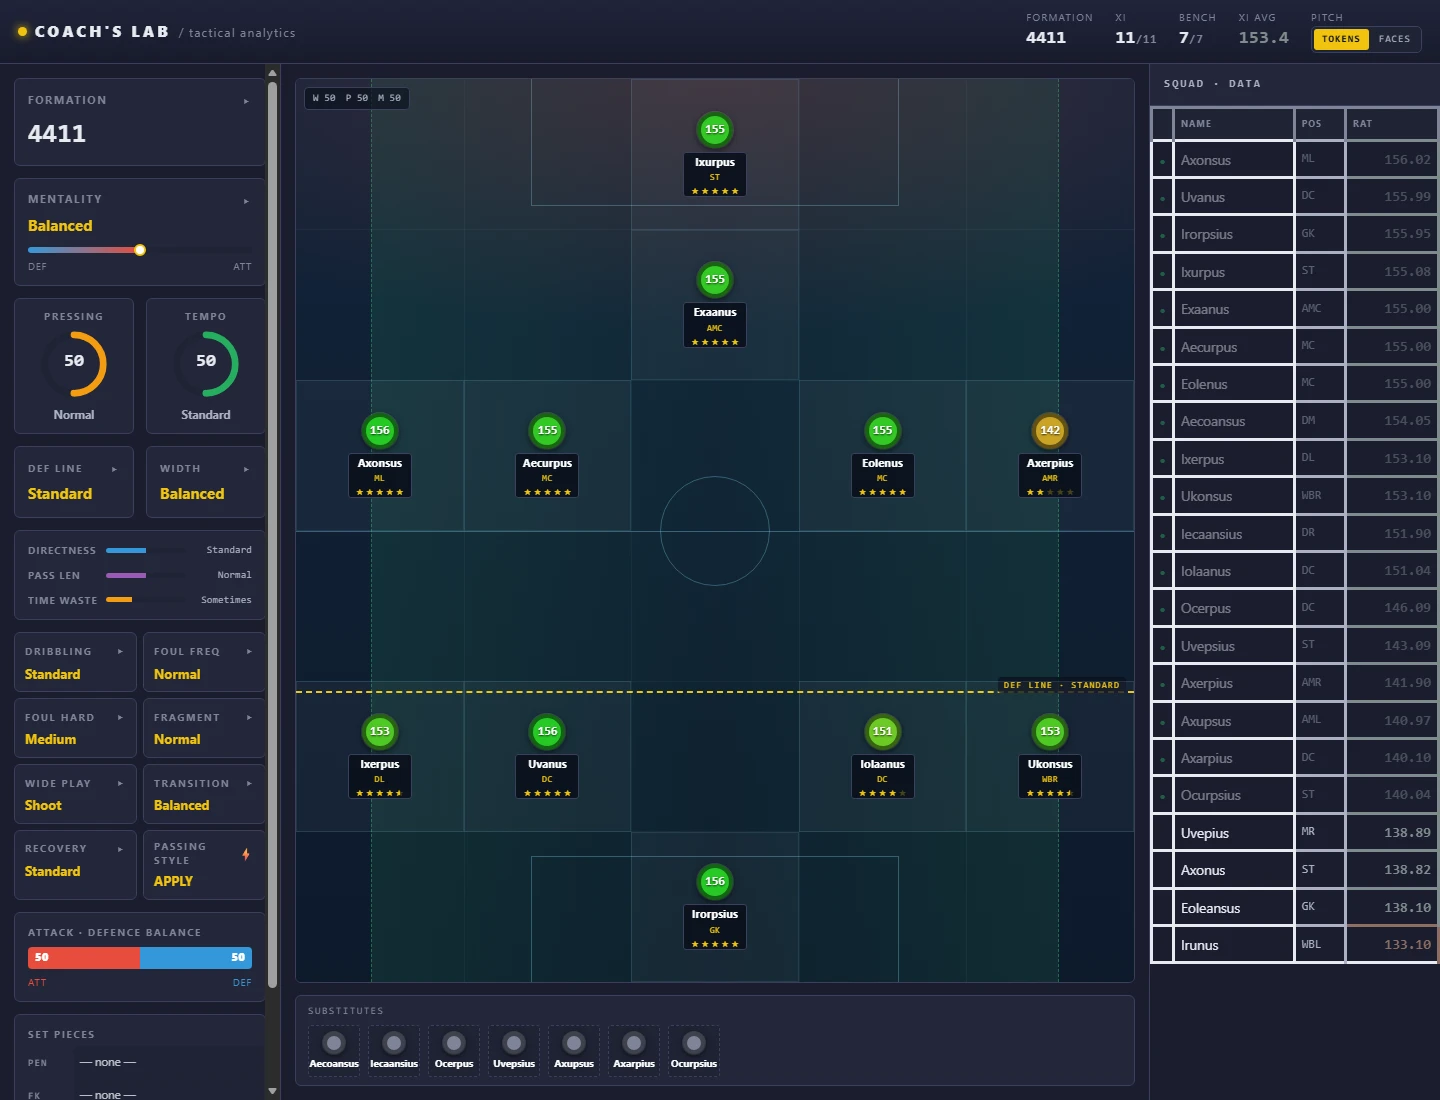 COACH'S LAB / tactical analytics
FORMATION
4411
XI
11/11
BENCH
7/7
XI AVG
153.4
PITCH
TOKENS FACES
FORMATION ▸
4411
MENTALITY ▸
Balanced
DEF ATT
PRESSING
50
Normal
TEMPO
50
Standard
DEF LINE ▸
Standard
WIDTH ▸
Balanced
DIRECTNESS Standard
PASS LEN Normal
TIME WASTE Sometimes
DRIBBLING ▸
Standard
FOUL FREQ ▸
Normal
FOUL HARD ▸
Medium
FRAGMENT ▸
Normal
WIDE PLAY ▸
Shoot
TRANSITION ▸
Balanced
RECOVERY ▸
Standard
PASSING STYLE
APPLY
ATTACK · DEFENCE BALANCE
50 50
ATT DEF
SET PIECES
PEN — none —
FK — none —
W 50 P 50 M 50
155
Ixurpus
ST
★★★★★
155
Exaanus
AMC
★★★★★
156
Axonsus
ML
★★★★★
155
Aecurpus
MC
★★★★★
155
Eolenus
MC
★★★★★
142
Axerpius
AMR
★★★★★
DEF LINE · STANDARD
153
Ixerpus
DL
★★★★★
156
Uvanus
DC
★★★★★
151
Iolaanus
DC
★★★★★
153
Ukonsus
WBR
★★★★★
156
Irorpsius
GK
★★★★★
SUBSTITUTES
Aecoansus Iecaansius Ocerpus Uvepsius Axupsus Axarpius Ocurpsius
SQUAD · DATA
NAME POS RAT
Axonsus ML 156.02
Uvanus DC 155.99
Irorpsius GK 155.95
Ixurpus ST 155.08
Exaanus AMC 155.00
Aecurpus MC 155.00
Eolenus MC 155.00
Aecoansus DM 154.05
Ixerpus DL 153.10
Ukonsus WBR 153.10
Iecaansius DR 151.90
Iolaanus DC 151.04
Ocerpus DC 146.09
Uvepsius ST 143.09
Axerpius AMR 141.90
Axupsus AML 140.97
Axarpius DC 140.10
Ocurpsius ST 140.04
Uvepius MR 138.89
Axonus ST 138.82
Eoleansus GK 138.10
Irunus WBL 133.10